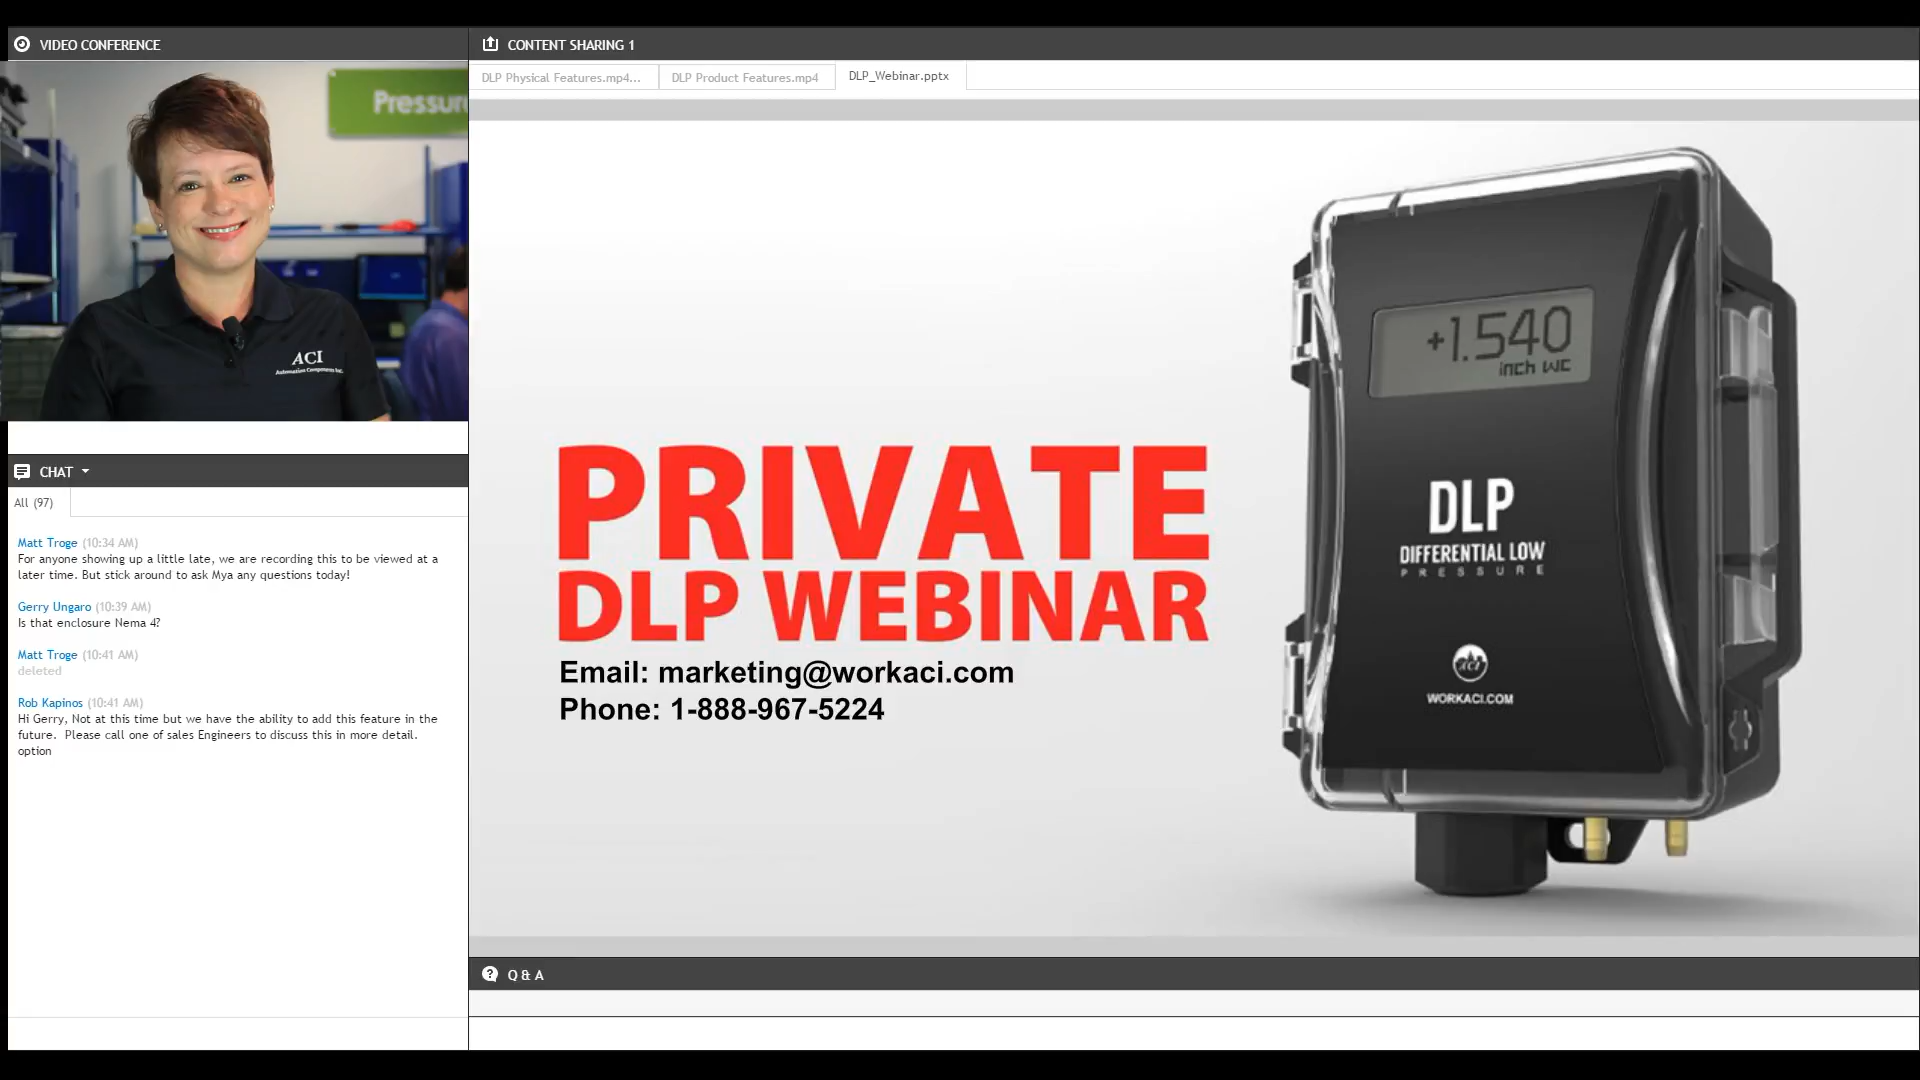 VIDEO CONFERENCE
Pressur
ACI
Automation Components Inc.
CHAT
All (97)
Matt Troge (10:34 AM)
For anyone showing up a little late, we are recording this to be viewed at a
later time. But stick around to ask Mya any questions today!
Gerry Ungaro (10:39 AM)
Is that enclosure Nema 4?
Matt Troge (10:41 AM)
deleted
Rob Kapinos (10:41 AM)
Hi Gerry, Not at this time but we have the ability to add this feature in the
future.  Please call one of sales Engineers to discuss this in more detail.
option
CONTENT SHARING 1
DLP Physical Features.mp4... DLP Product Features.mp4 DLP_Webinar.pptx
PRIVATE
DLP WEBINAR
Email: marketing@workaci.com
Phone: 1-888-967-5224
+1.540
inch WC
DLP
DIFFERENTIAL LOW
PRESSURE
ACI
WORKACI.COM
Q & A